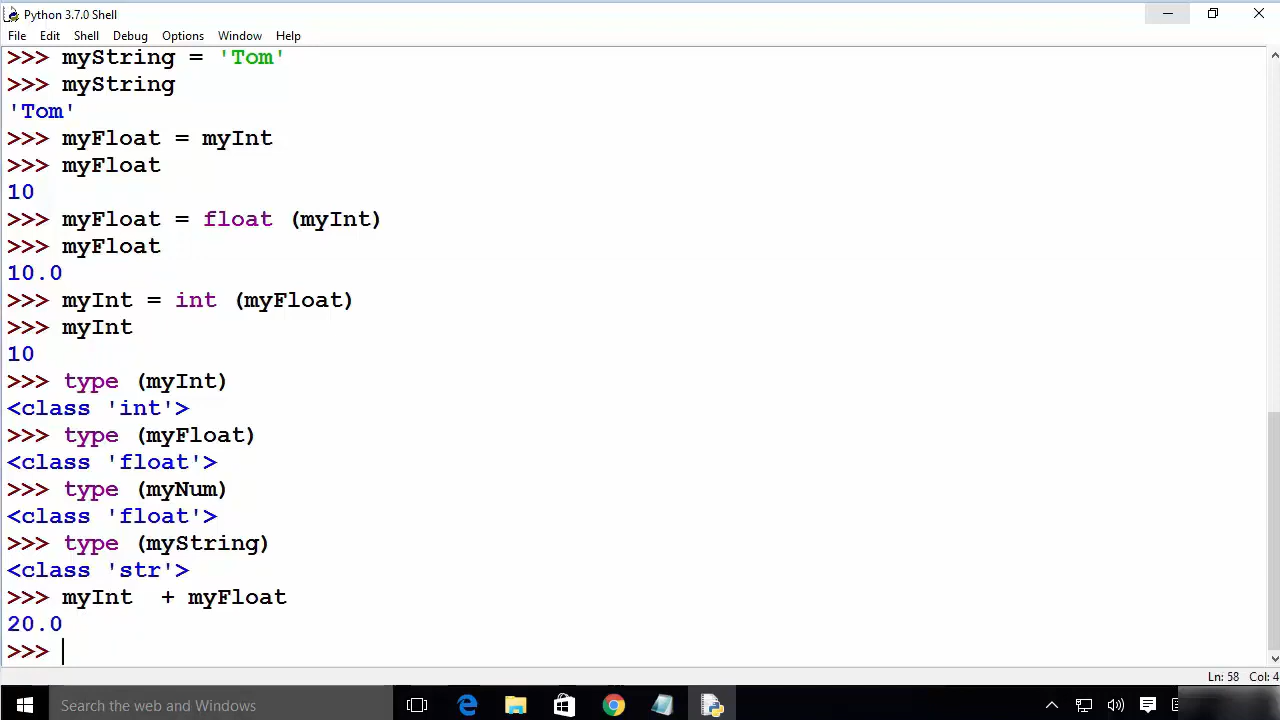 Python 3.7.0 Shell
File Edit Shell Debug Options Window Help
>>> myString = 'Tom'
>>> myString
'Tom'
>>> myFloat = myInt
>>> myFloat
10
>>> myFloat = float (myInt)
>>> myFloat
10.0
>>> myInt = int (myFloat)
>>> myInt
10
>>> type (myInt)
<class 'int'>
>>> type (myFloat)
<class 'float'>
>>> type (myNum)
<class 'float'>
>>> type (myString)
<class 'str'>
>>> myInt  + myFloat
20.0
>>>
Ln: 58 Col: 4
Search the web and Windows